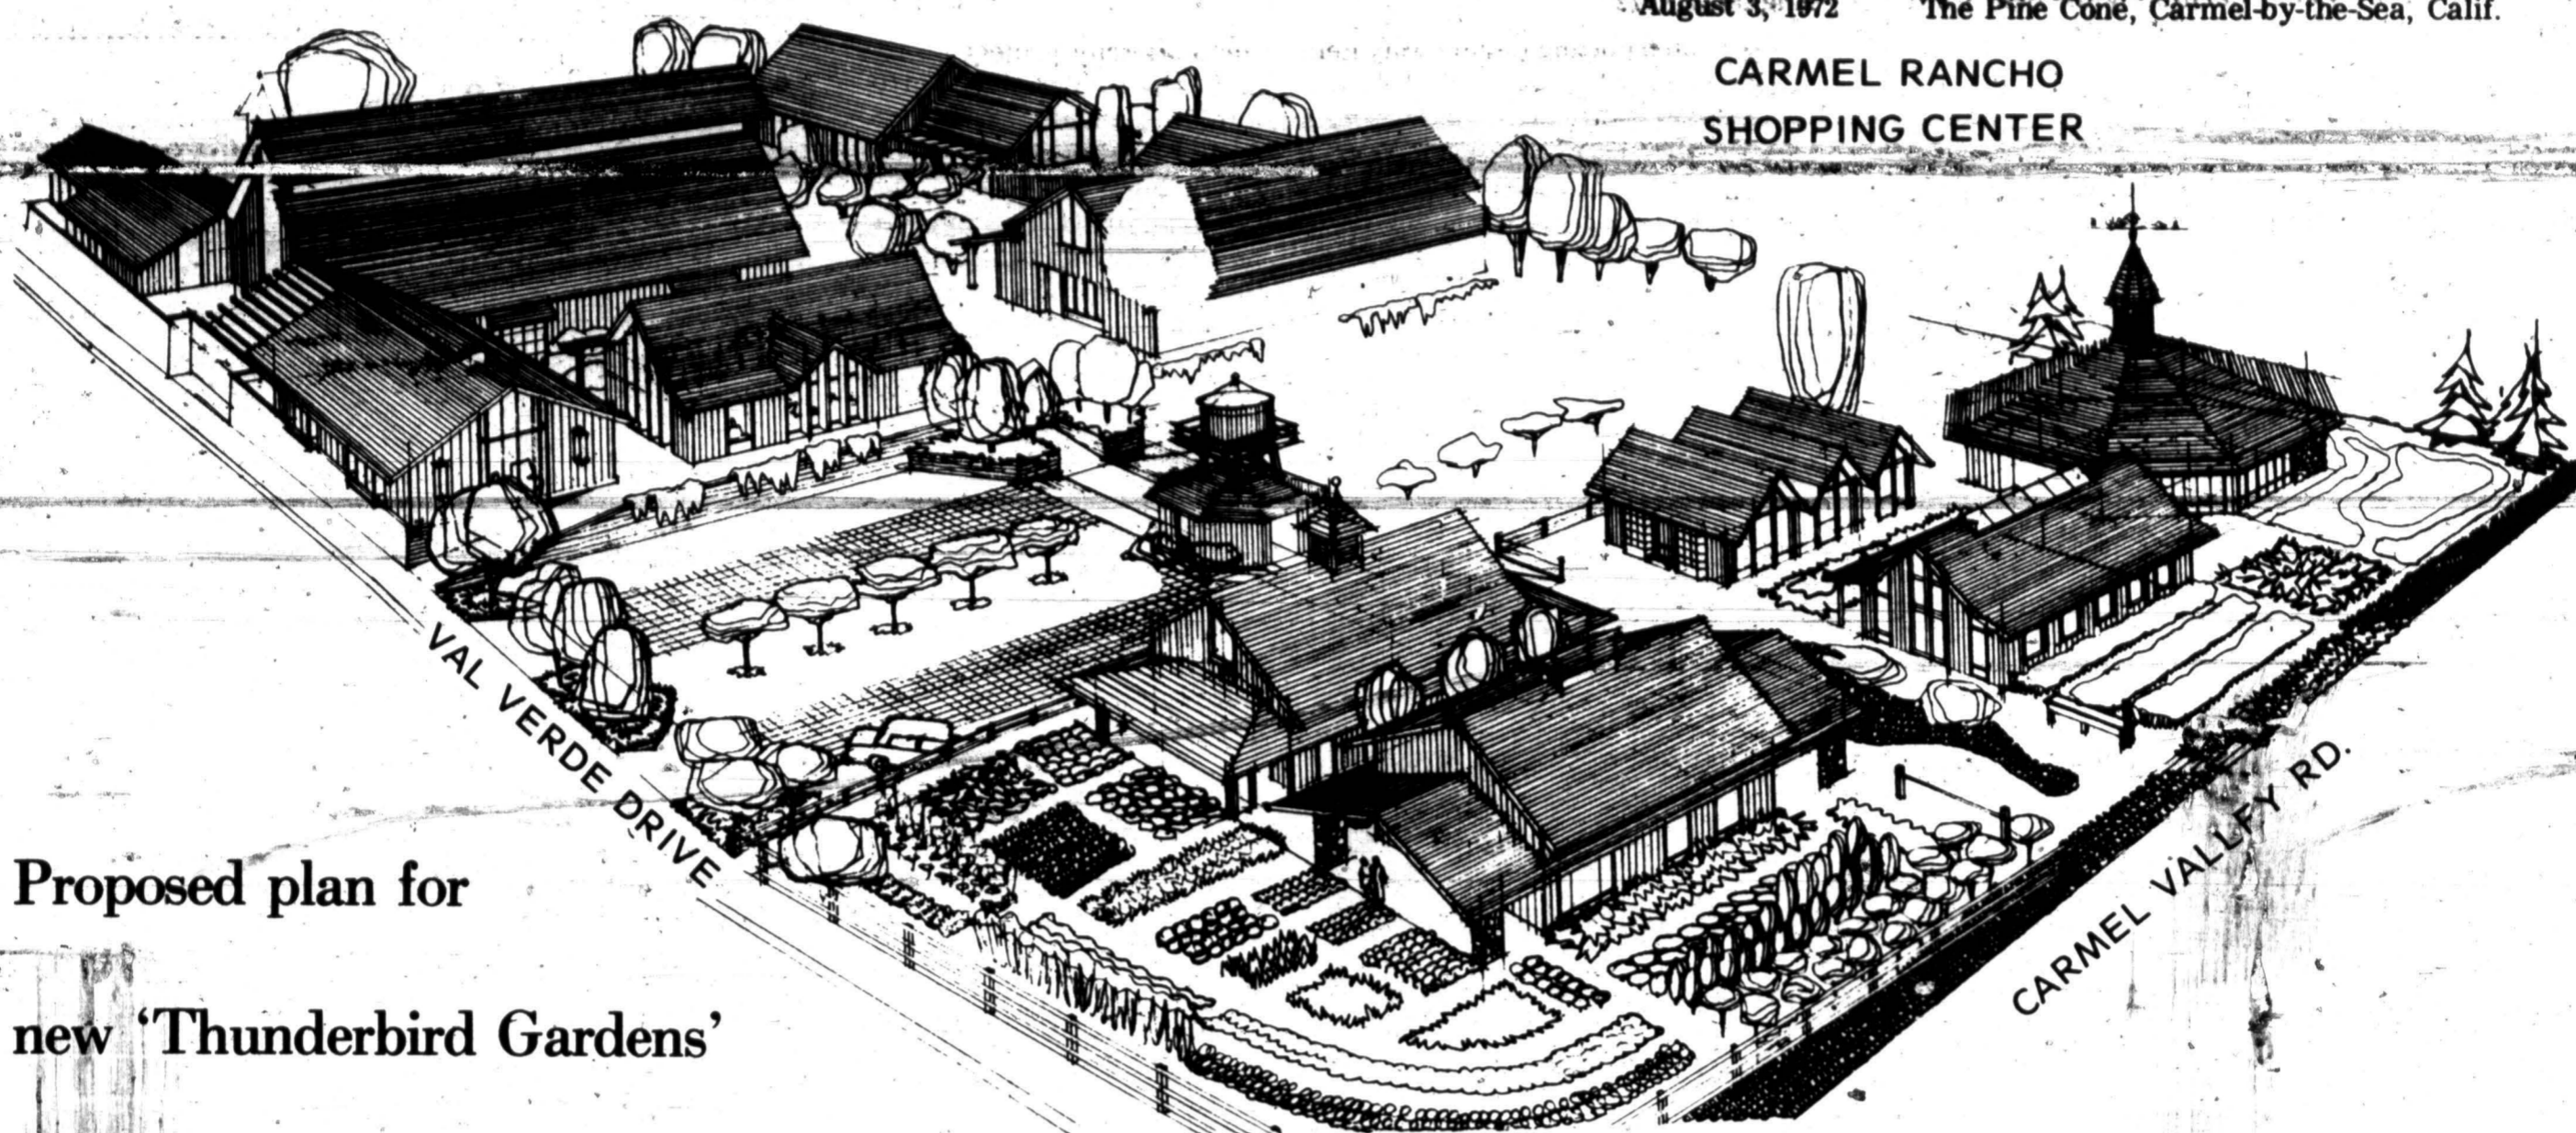 August 3, 1972 The Pine Cone, Carmel-by-the-Sea, Calif.
CARMEL RANCHO
SHOPPING CENTER
VAL VERDE DRIVE
CARMEL VALLEY RD.
Proposed plan for
new ‘Thunderbird Gardens’